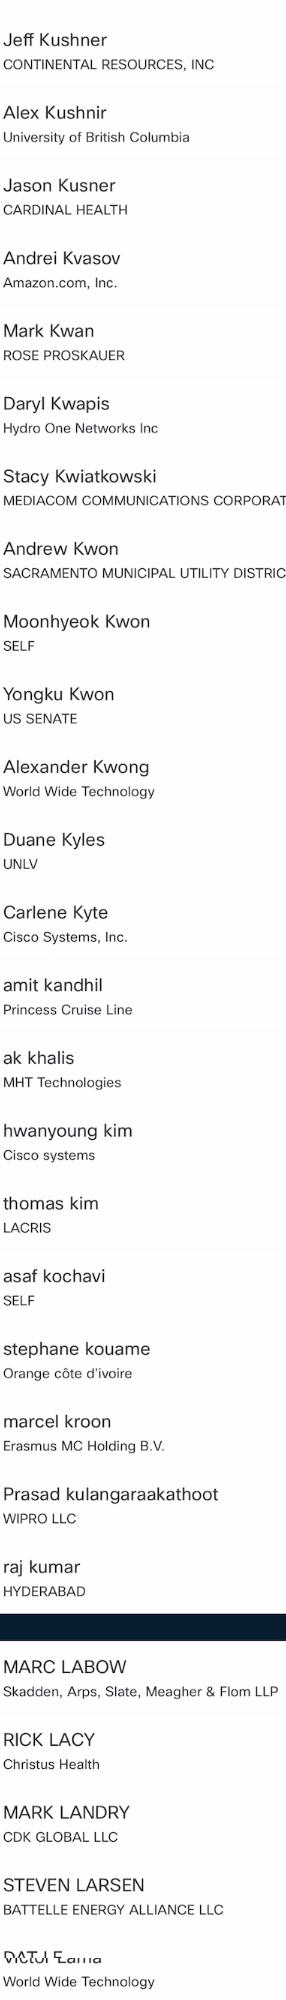 Jeff Kushner
CONTINENTAL RESOURCES, INC
Alex Kushnir
University of British Columbia
Jason Kusner
CARDINAL HEALTH
Andrei Kvasov
Amazon.com, Inc.
Mark Kwan
ROSE PROSKAUER
Daryl Kwapis
Hydro One Networks Inc
Stacy Kwiatkowski
MEDIACOM COMMUNICATIONS CORPORAT
Andrew Kwon
SACRAMENTO MUNICIPAL UTILITY DISTRIC
Moonhyeok Kwon
SELF
Yongku Kwon
US SENATE
Alexander Kwong
World Wide Technology
Duane Kyles
UNLV
Carlene Kyte
Cisco Systems, Inc.
amit kandhil
Princess Cruise Line
ak khalis
MHT Technologies
hwanyoung kim
Cisco systems
thomas kim
LACRIS
asaf kochavi
SELF
stephane kouame
Orange côte d'ivoire
marcel kroon
Erasmus MC Holding B.V.
Prasad kulangaraakathoot
WIPRO LLC
raj kumar
HYDERABAD
MARC LABOW
Skadden, Arps, Slate, Meagher & Flom LLP
RICK LACY
Christus Health
MARK LANDRY
CDK GLOBAL LLC
STEVEN LARSEN
BATTELLE ENERGY ALLIANCE LLC
World Wide Technology